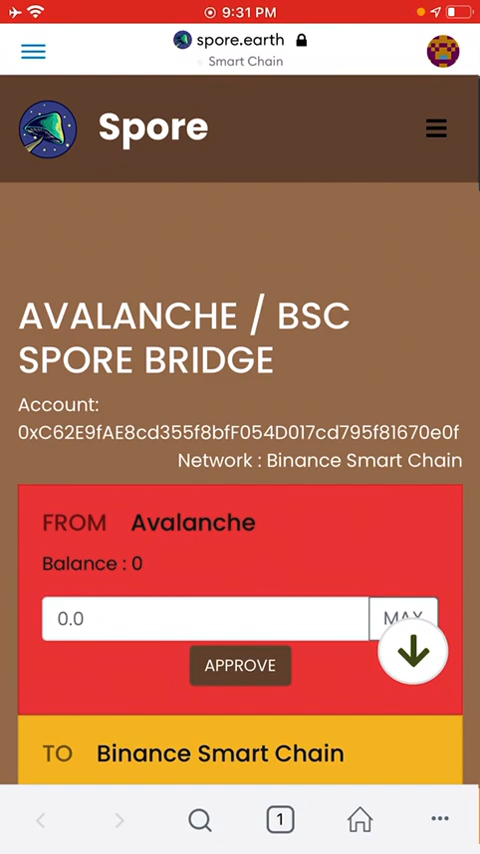 9:31 PM
spore.earth
Smart Chain
Spore
AVALANCHE / BSC
SPORE BRIDGE
Account:
0xC62E9fAE8cd355f8bfF054D017cd795f81670e0f
Network : Binance Smart Chain
FROM Avalanche
Balance : 0
0.0
MAX
APPROVE
TO Binance Smart Chain
1